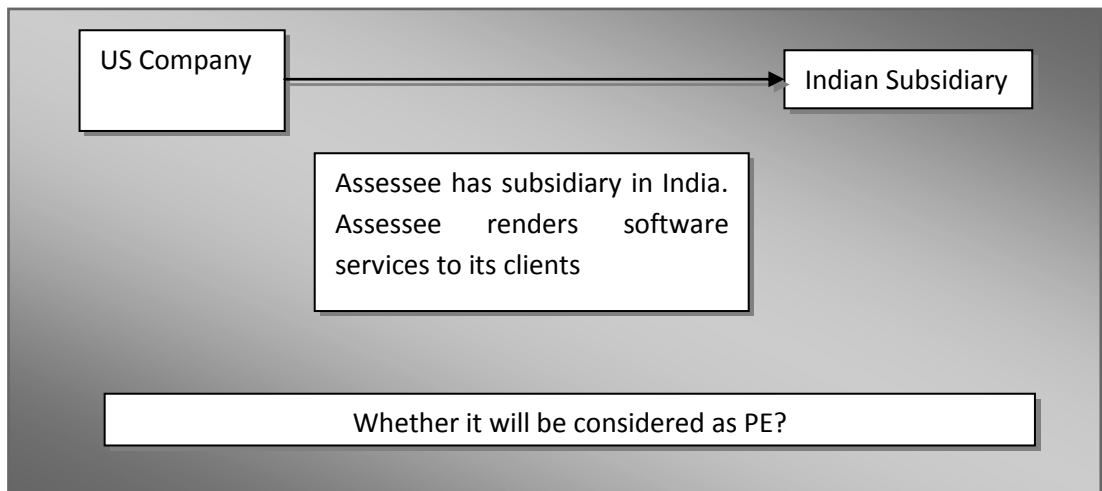 US Company
Indian Subsidiary
Assessee has subsidiary in India.
Assessee renders software
services to its clients
Whether it will be considered as PE?